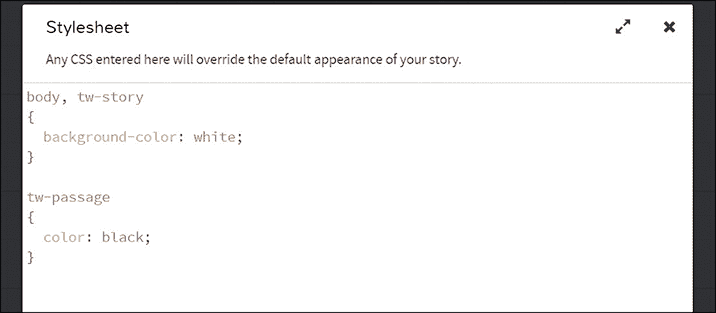 Stylesheet
Any CSS entered here will override the default appearance of your story.
body, tw-story
{
  background-color: white;
}
tw-passage
{
  color: black;
}